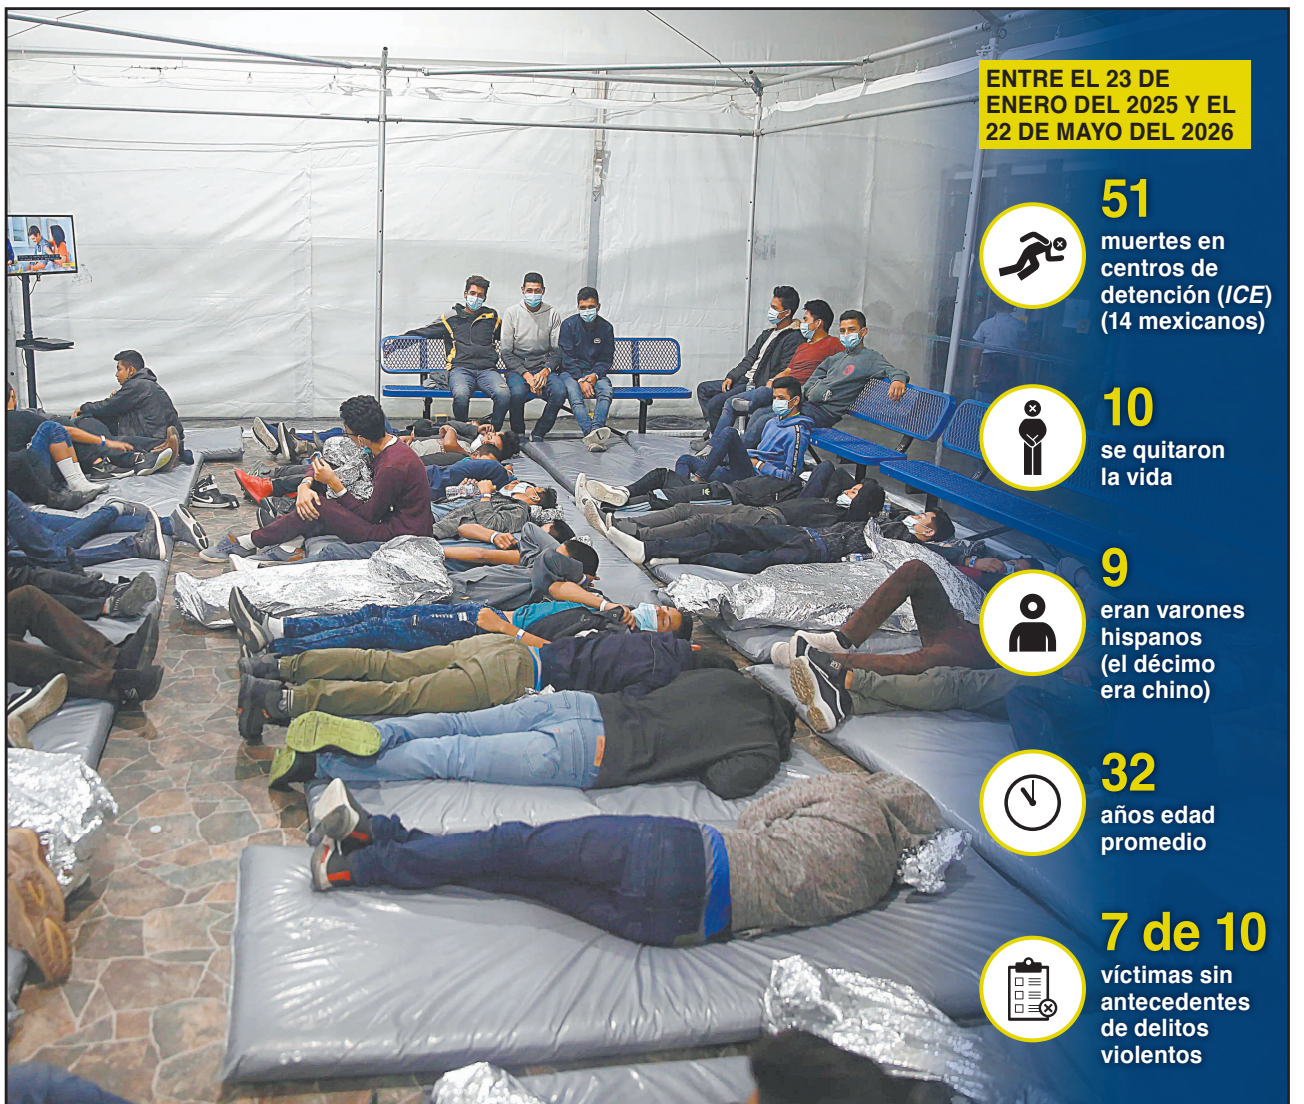 ENTRE EL 23 DE
ENERO DEL 2025 Y EL
22 DE MAYO DEL 2026
51
muertes en
centros de
detención (ICE)
(14 mexicanos)
10
se quitaron
la vida
9
eran varones
hispanos
(el décimo
era chino)
32
años edad
promedio
7 de 10
víctimas sin
antecedentes
de delitos
violentos